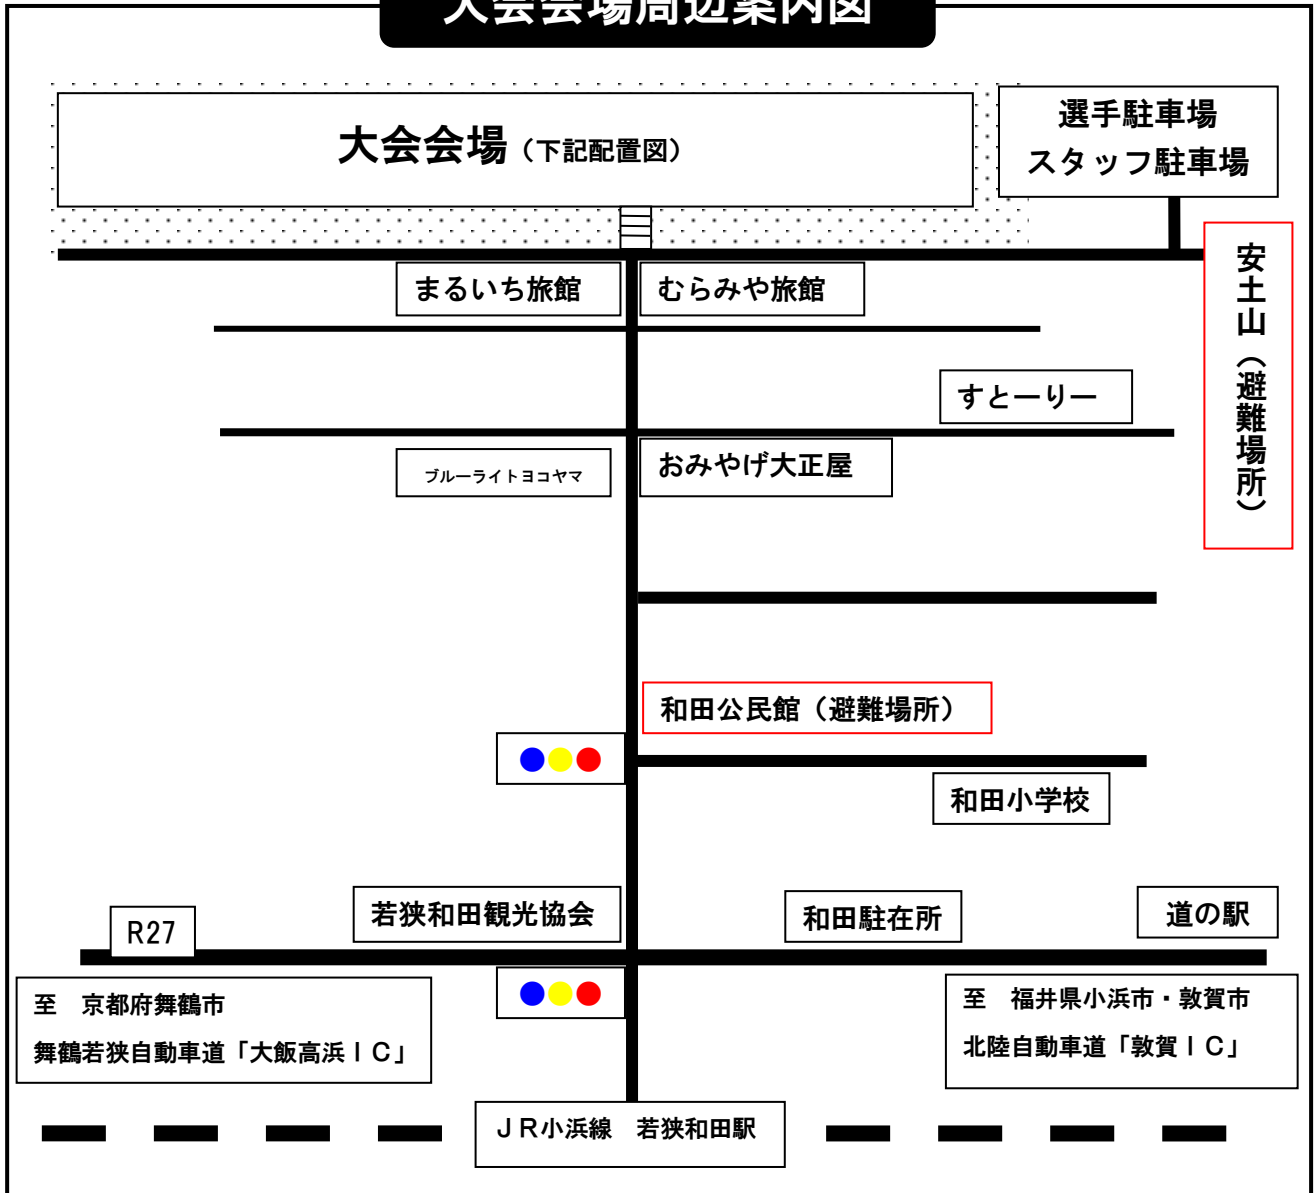 大会会場周辺案内図
大会会場（下記配置図）
選手駐車場
スタッフ駐車場
安土山（避難場所）
まるいち旅館
むらみや旅館
すとーりー
ブルーライトヨコヤマ
おみやげ大正屋
和田公民館（避難場所）
和田小学校
若狭和田観光協会
和田駐在所
道の駅
R27
至　京都府舞鶴市
舞鶴若狭自動車道「大飯高浜ＩＣ」
至　福井県小浜市・敦賀市
北陸自動車道「敦賀ＩＣ」
ＪＲ小浜線　若狭和田駅